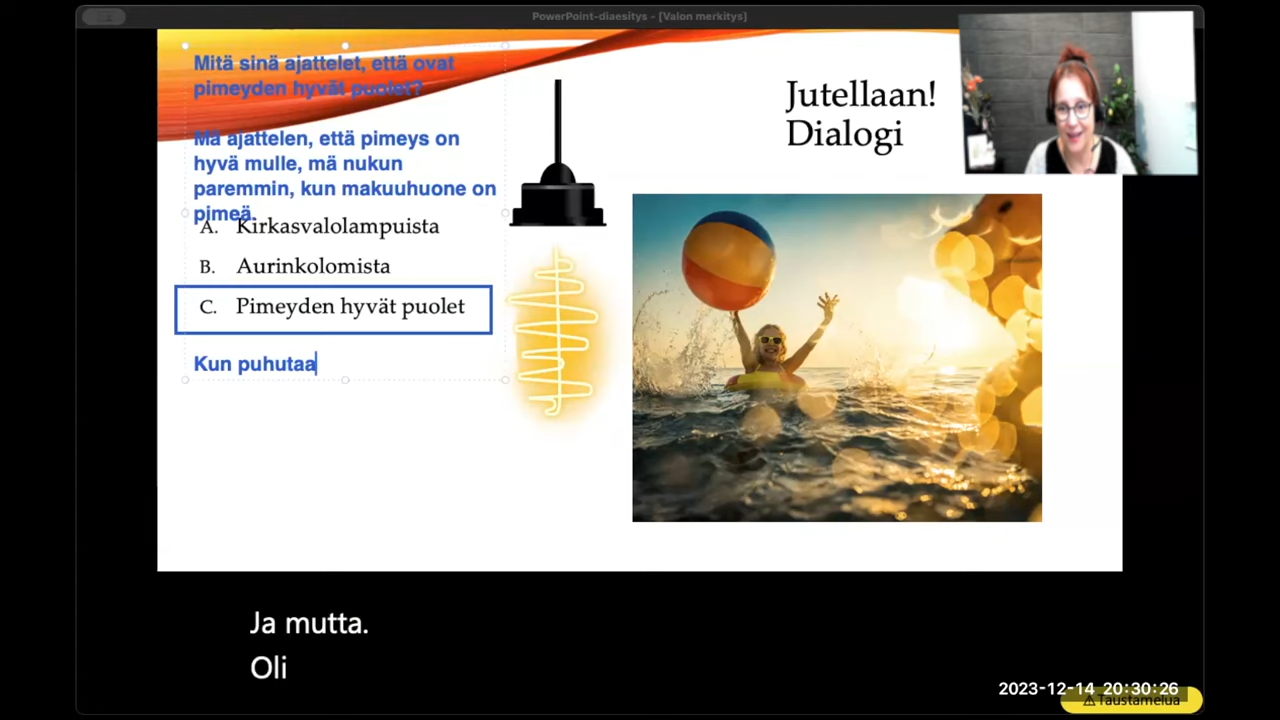 PowerPoint-diaesitys - [Valon merkitys]
Mitä sinä ajattelet, että ovat
pimeyden hyvät puolet?
Mä ajattelen, että pimeys on
hyvä mulle, mä nukun
paremmin, kun makuuhuone on
pimeä.
A. Kirkasvalolampuista
B. Aurinkolomista
C. Pimeyden hyvät puolet
Kun puhutaa
Jutellaan!
Dialogi
Ja mutta.
Oli
2023-12-14 20:30:26
⚠ Taustamelua